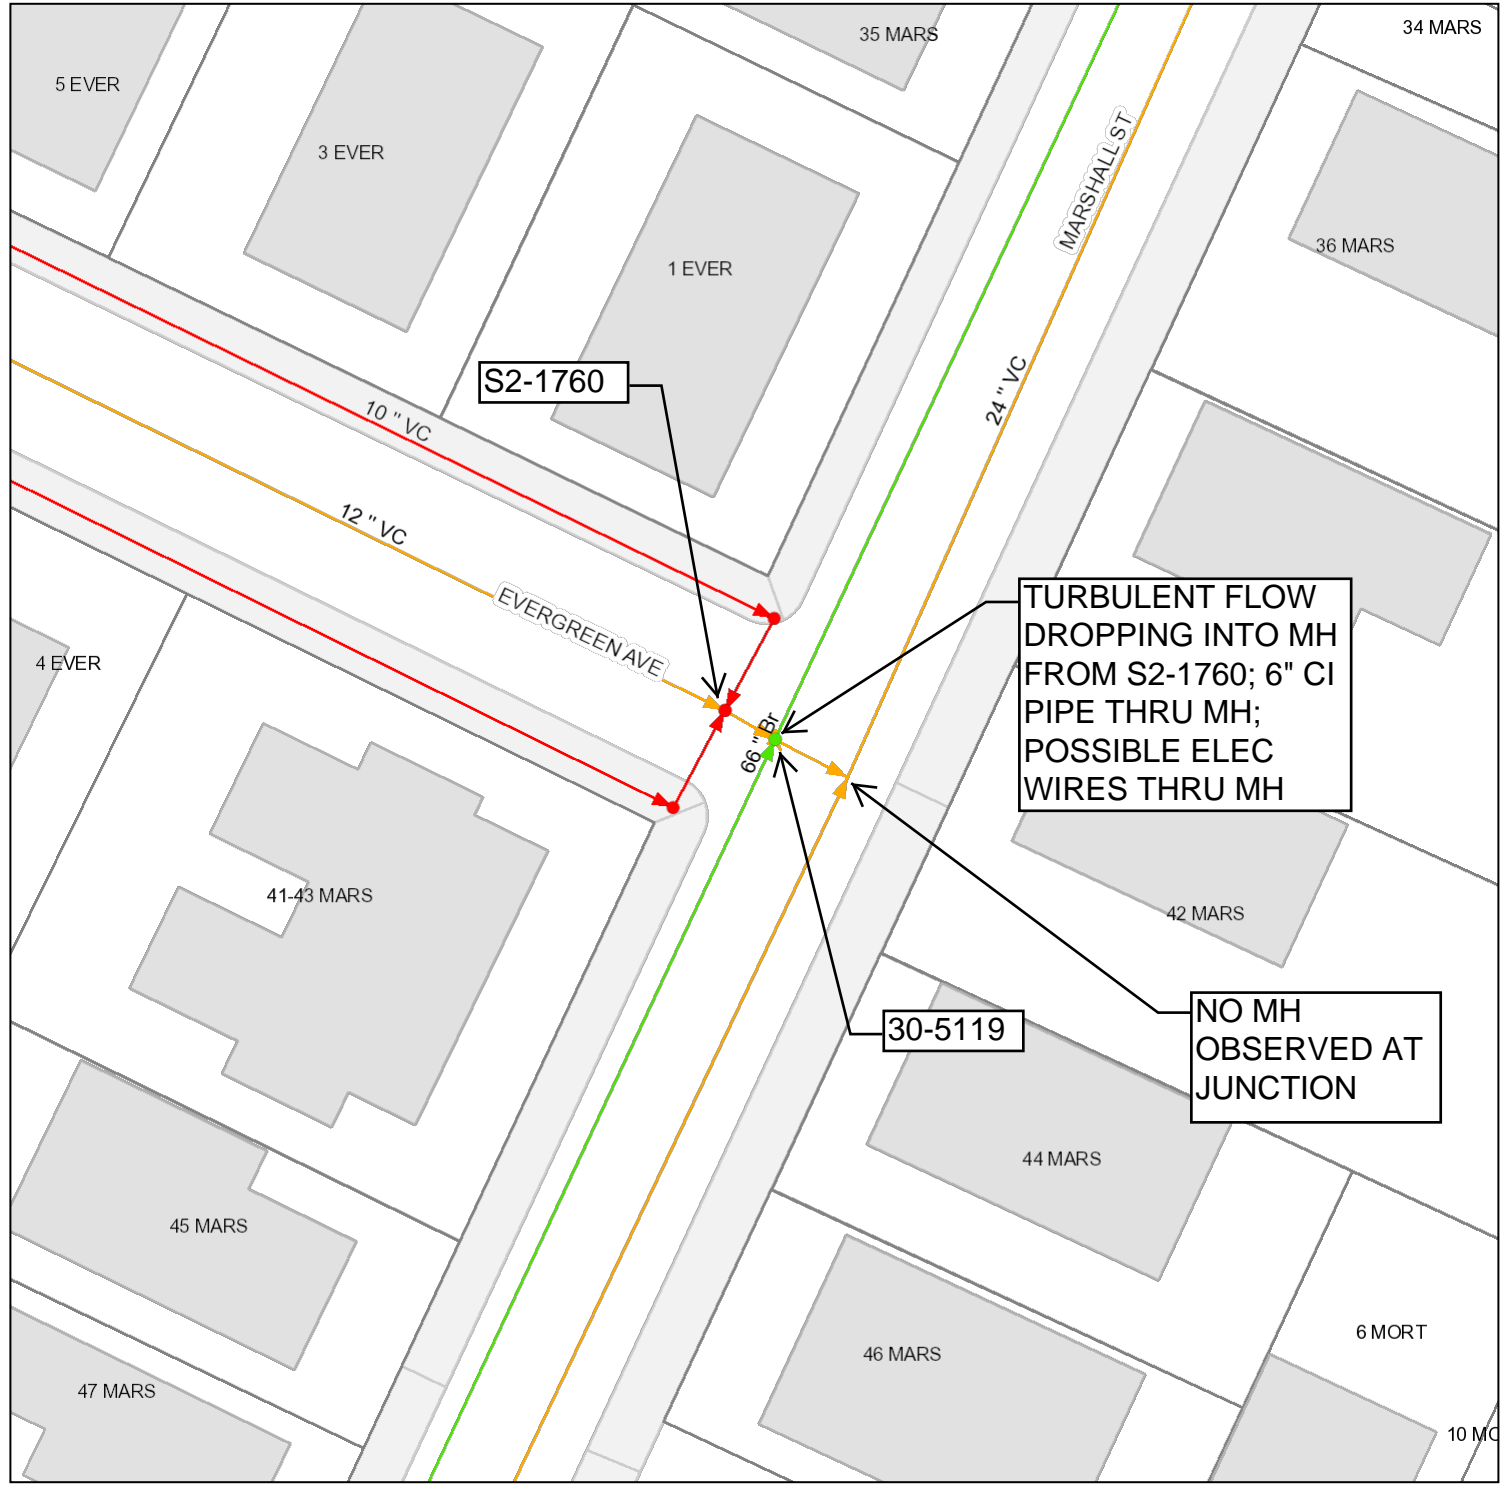 34 MARS
35 MARS
5 EVER
3 EVER
MARSHALL ST
36 MARS
1 EVER
S2-1760
24 " VC
10 " VC
12 " VC
EVERGREEN AVE
TURBULENT FLOW
DROPPING INTO MH
FROM S2-1760; 6" CI
PIPE THRU MH;
POSSIBLE ELEC
WIRES THRU MH
4 EVER
66 " Br
41-43 MARS
42 MARS
NO MH
OBSERVED AT
JUNCTION
30-5119
44 MARS
45 MARS
6 MORT
46 MARS
47 MARS
10 MO